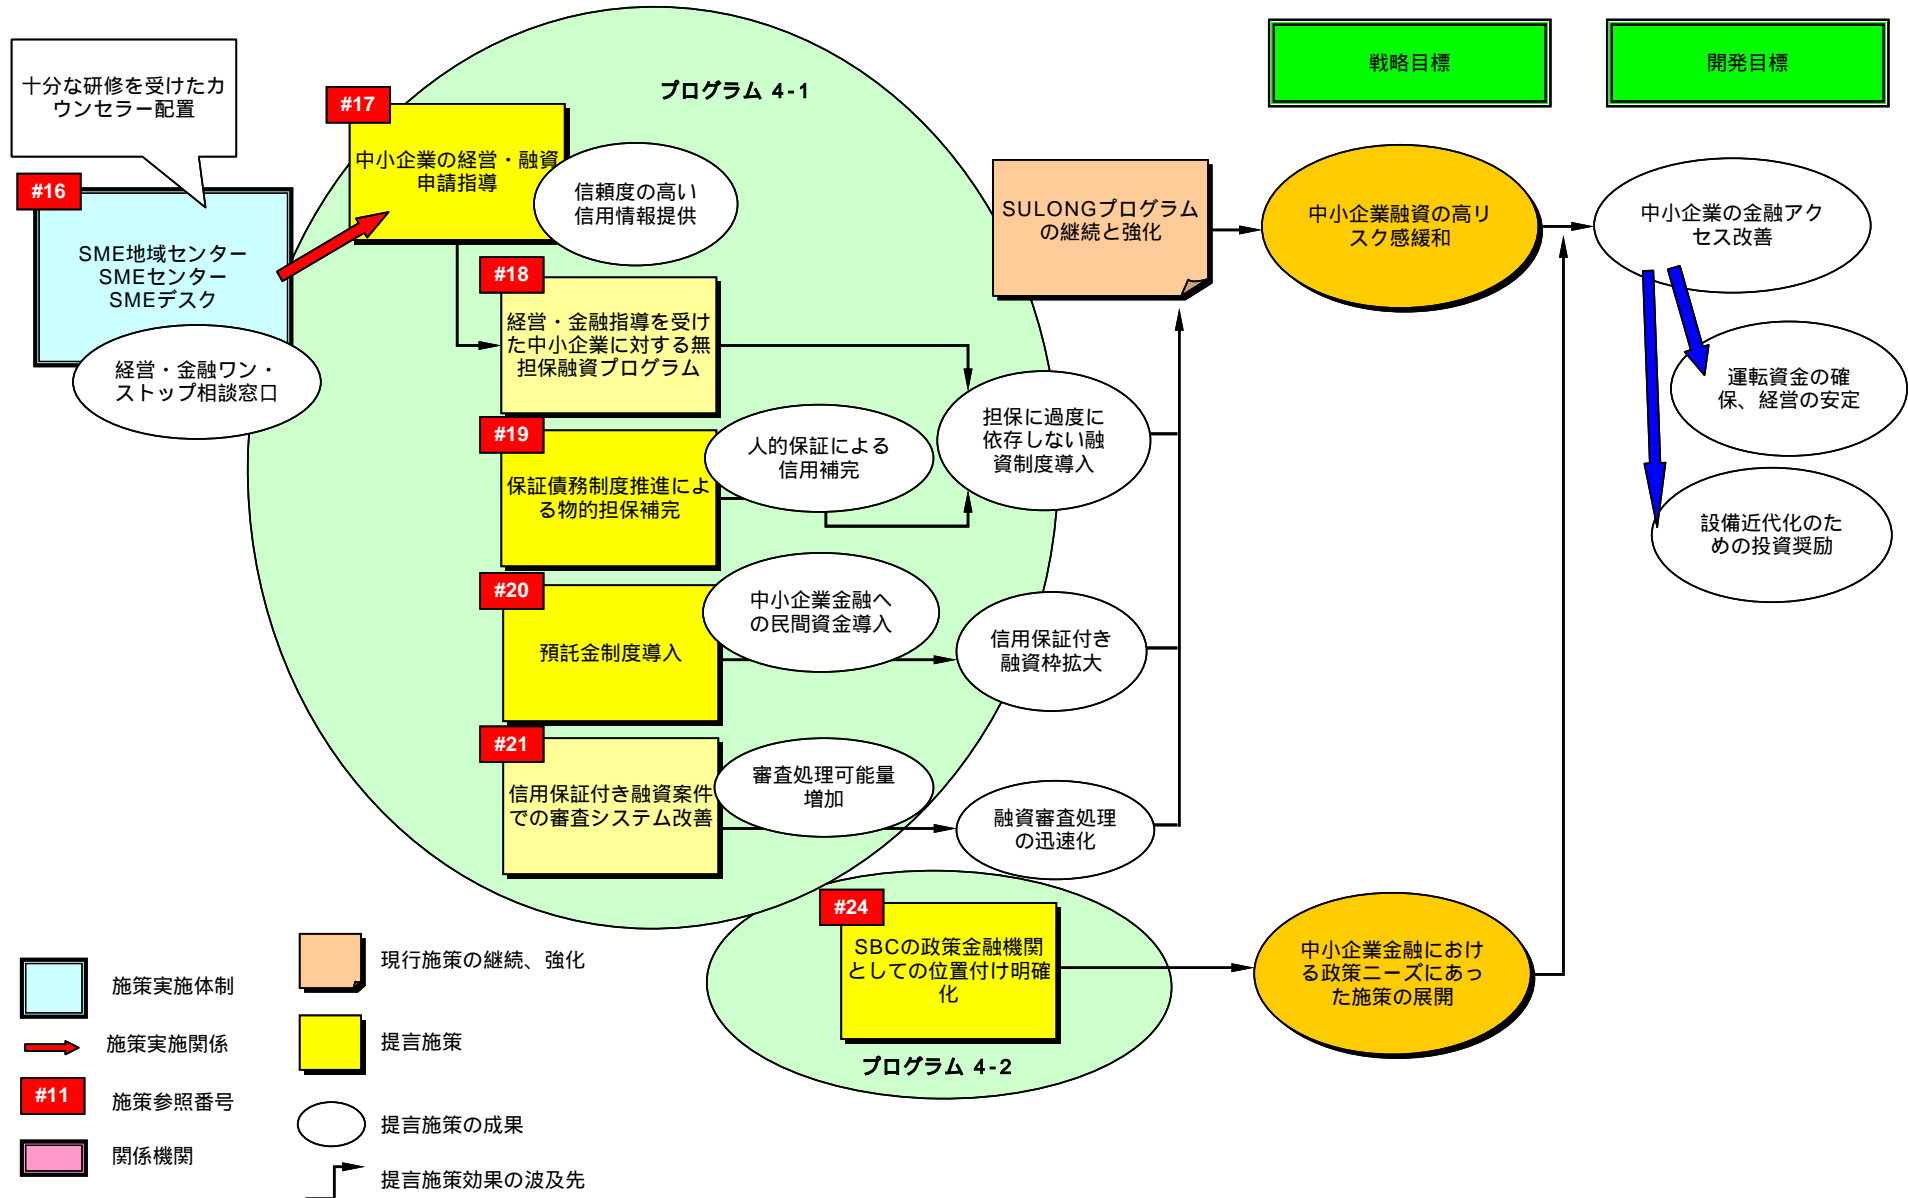 十分な研修を受けたカ
ウンセラー配置
#16
SME地域センター
SMEセンター
SMEデスク
経営・金融ワン・
ストップ相談窓口
プログラム 4-1
#17
中小企業の経営・融資
申請指導
信頼度の高い
信用情報提供
#18
経営・金融指導を受け
た中小企業に対する無
担保融資プログラム
#19
保証債務制度推進によ
る物的担保補完
人的保証による
信用補完
担保に過度に
依存しない融
資制度導入
#20
預託金制度導入
中小企業金融へ
の民間資金導入
信用保証付き
融資枠拡大
#21
信用保証付き融資案件
での審査システム改善
審査処理可能量
増加
融資審査処理
の迅速化
SULONGプログラム
の継続と強化
戦略目標
中小企業融資の高リ
スク感緩和
開発目標
中小企業の金融アク
セス改善
運転資金の確
保、経営の安定
設備近代化のた
めの投資奨励
#24
SBCの政策金融機関
としての位置付け明確
化
プログラム 4-2
中小企業金融におけ
る政策ニーズにあっ
た施策の展開
施策実施体制
施策実施関係
#11
施策参照番号
関係機関
現行施策の継続、強化
提言施策
提言施策の成果
提言施策効果の波及先